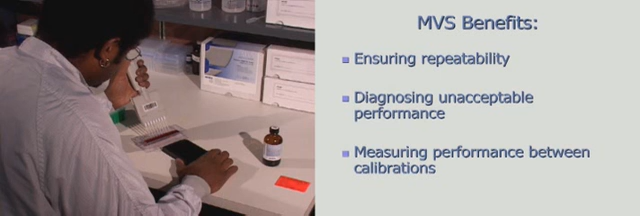 MVS Benefits:
Ensuring repeatability
Diagnosing unacceptable
performance
Measuring performance between
calibrations